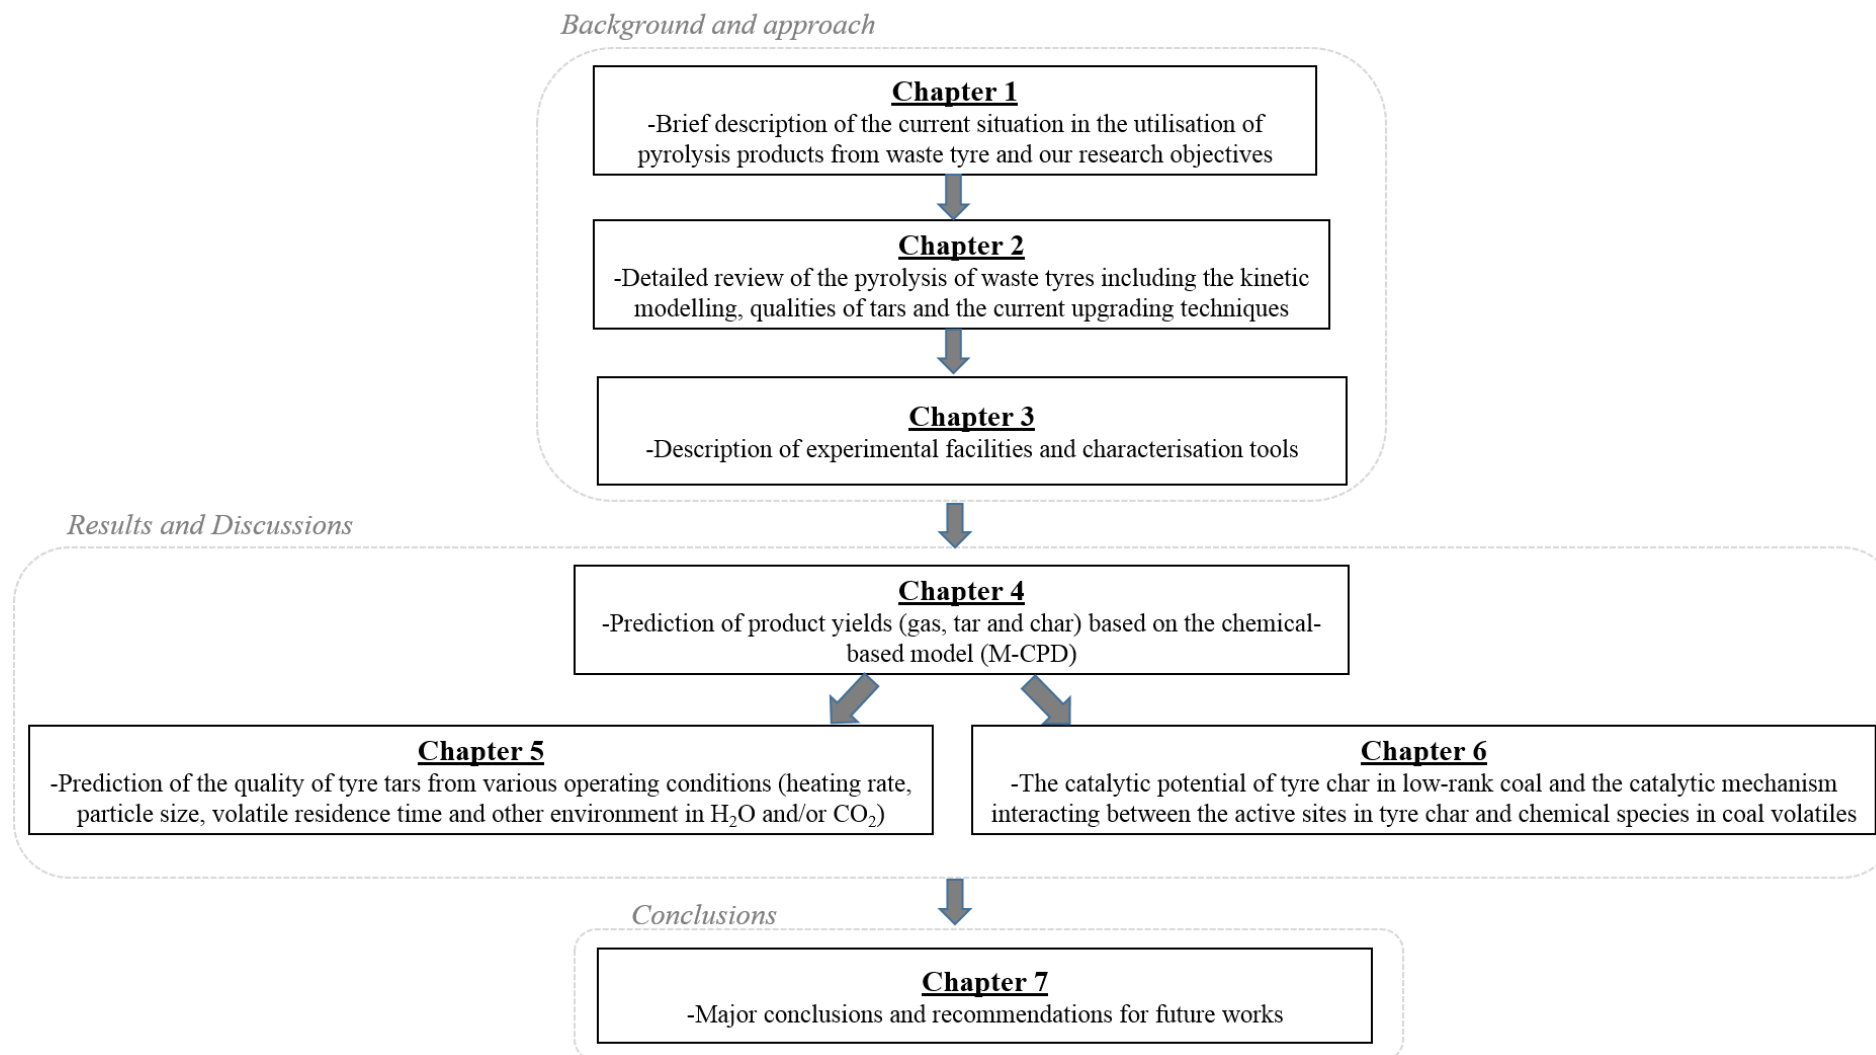 Background and approach
Chapter 1
-Brief description of the current situation in the utilisation of
pyrolysis products from waste tyre and our research objectives
Chapter 2
-Detailed review of the pyrolysis of waste tyres including the kinetic
modelling, qualities of tars and the current upgrading techniques
Chapter 3
-Description of experimental facilities and characterisation tools
Results and Discussions
Chapter 4
-Prediction of product yields (gas, tar and char) based on the chemical-
based model (M-CPD)
Chapter 5
-Prediction of the quality of tyre tars from various operating conditions (heating rate,
particle size, volatile residence time and other environment in H₂O and/or CO₂)
Chapter 6
-The catalytic potential of tyre char in low-rank coal and the catalytic mechanism
interacting between the active sites in tyre char and chemical species in coal volatiles
Conclusions
Chapter 7
-Major conclusions and recommendations for future works